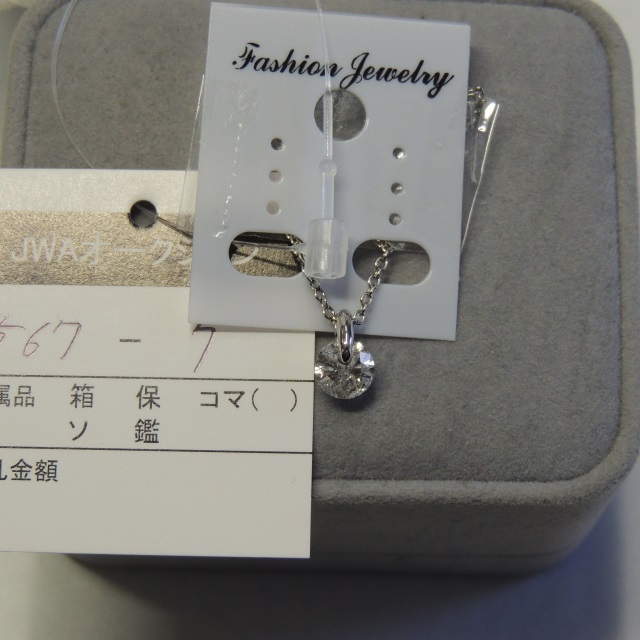 Fashion Jewelry
JWAオーク
567 - 7
属品 箱 保 コマ( )
ソ 鑑
札金額